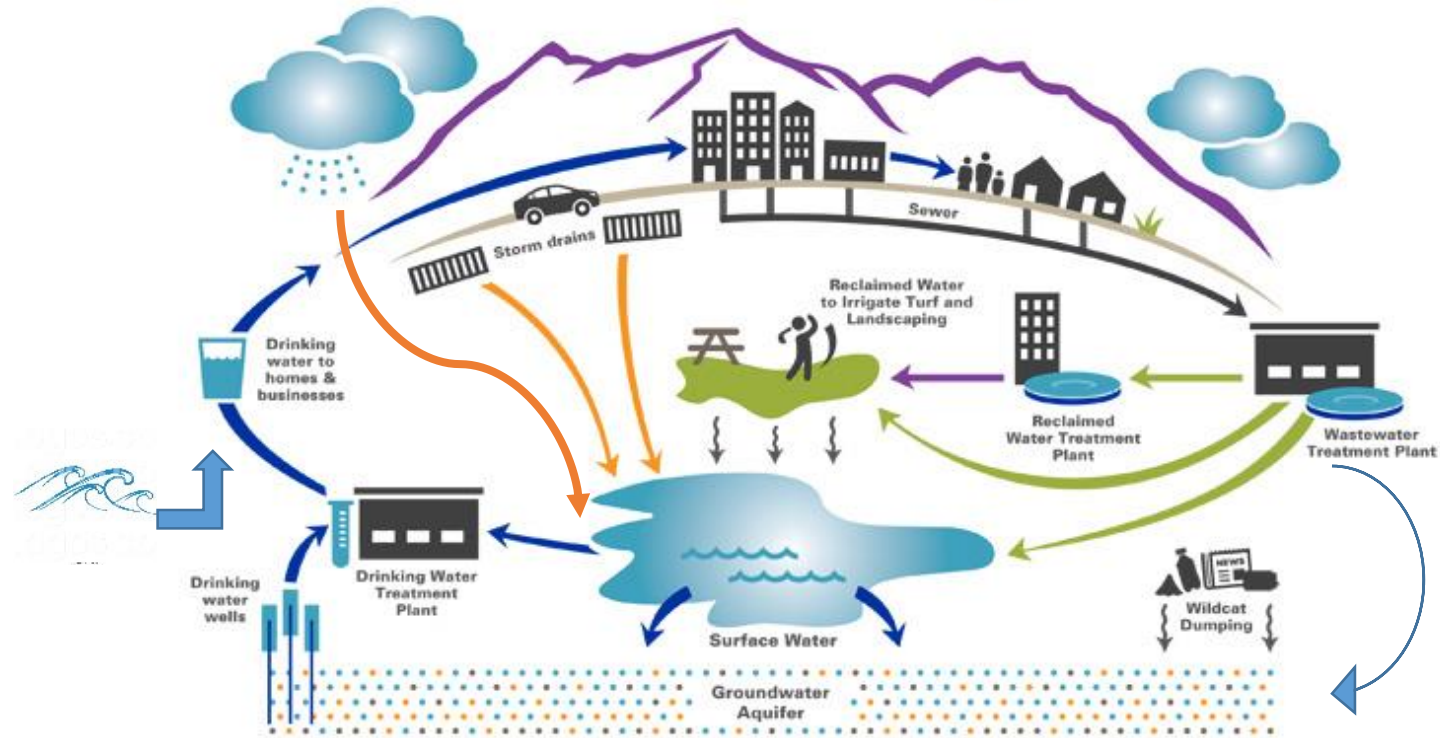 Sewer
Storm drains
Reclaimed Water
to Irrigate Turf and
Landscaping
Drinking
water to
homes &
businesses
Reclaimed
Water Treatment
Plant
Wastewater
Treatment Plant
Drinking
water
wells
Drinking Water
Treatment
Plant
NEWS
Wildcat
Dumping
Surface Water
Groundwater
Aquifer